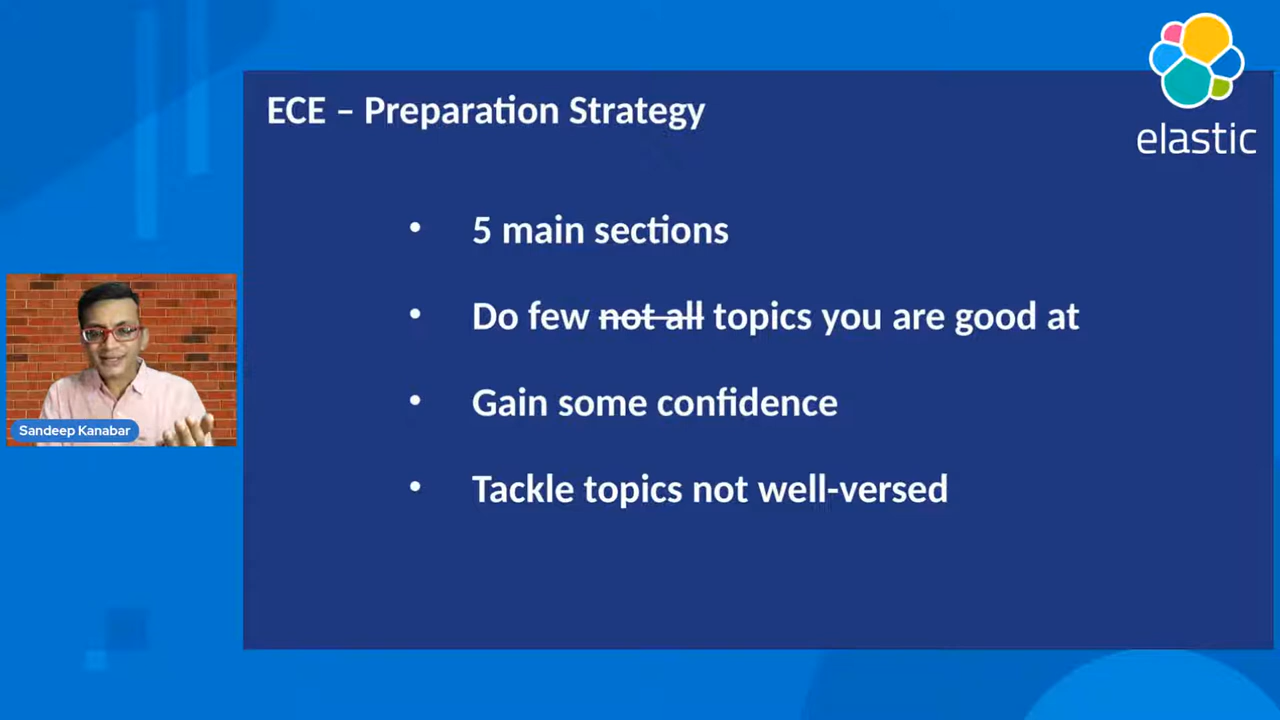 ECE – Preparation Strategy
elastic
• 5 main sections
• Do few not all topics you are good at
• Gain some confidence
• Tackle topics not well-versed
Sandeep Kanabar